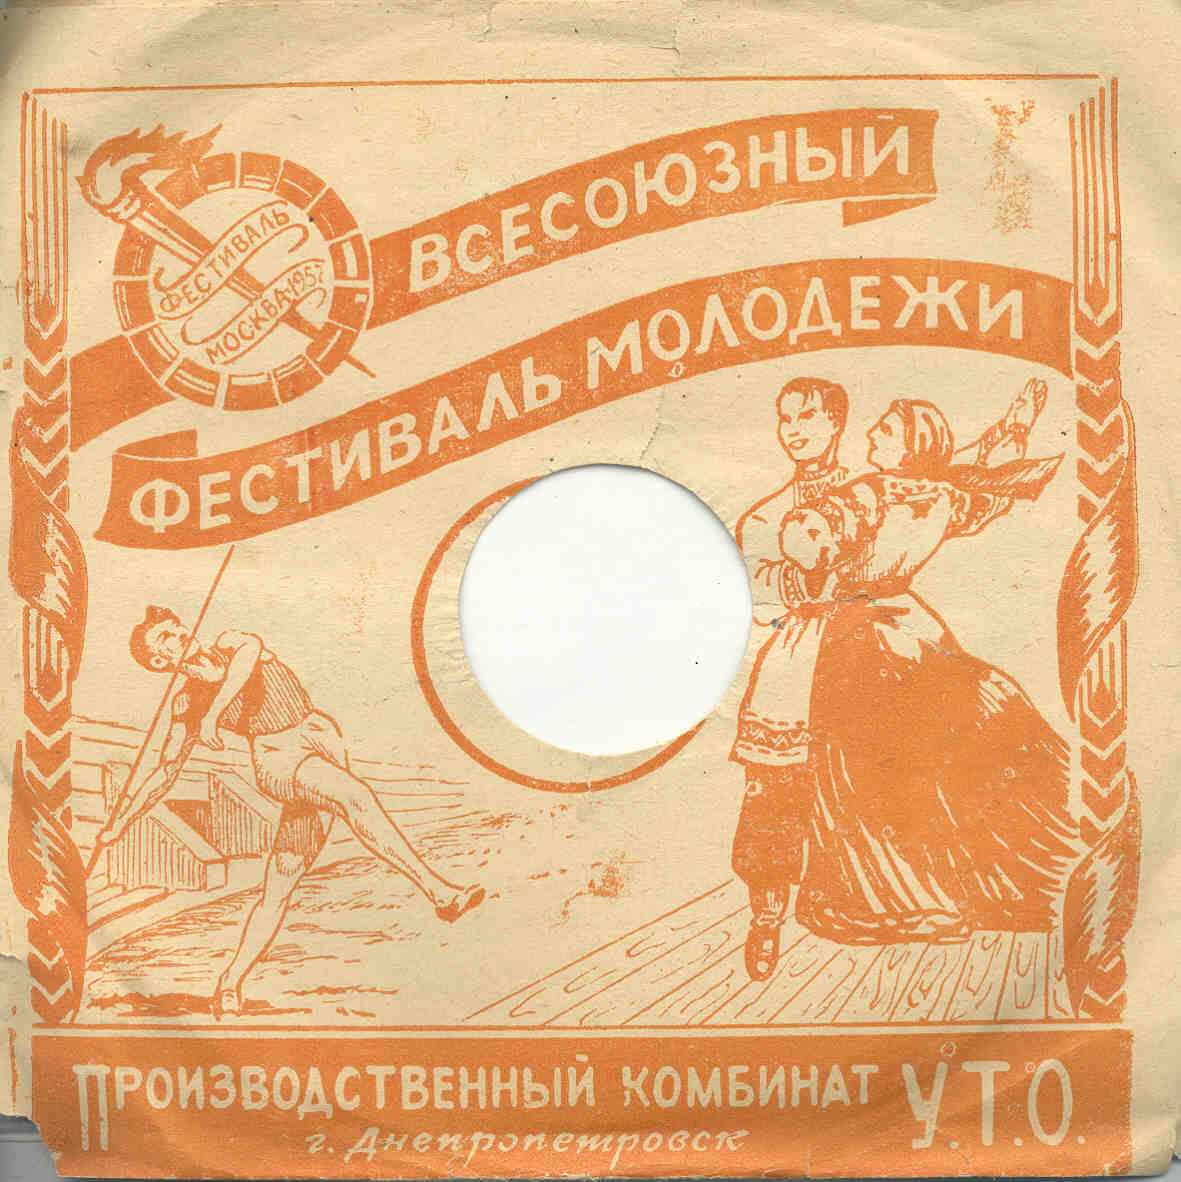 ФЕСТИВАЛЬ
МОСКВА-1957
ВСЕСОЮЗНЫЙ
ФЕСТИВАЛЬ МОЛОДЕЖИ
ПРОИЗВОДСТВЕННЫЙ КОМБИНАТ У.Т.О.
г. Днепропетровск